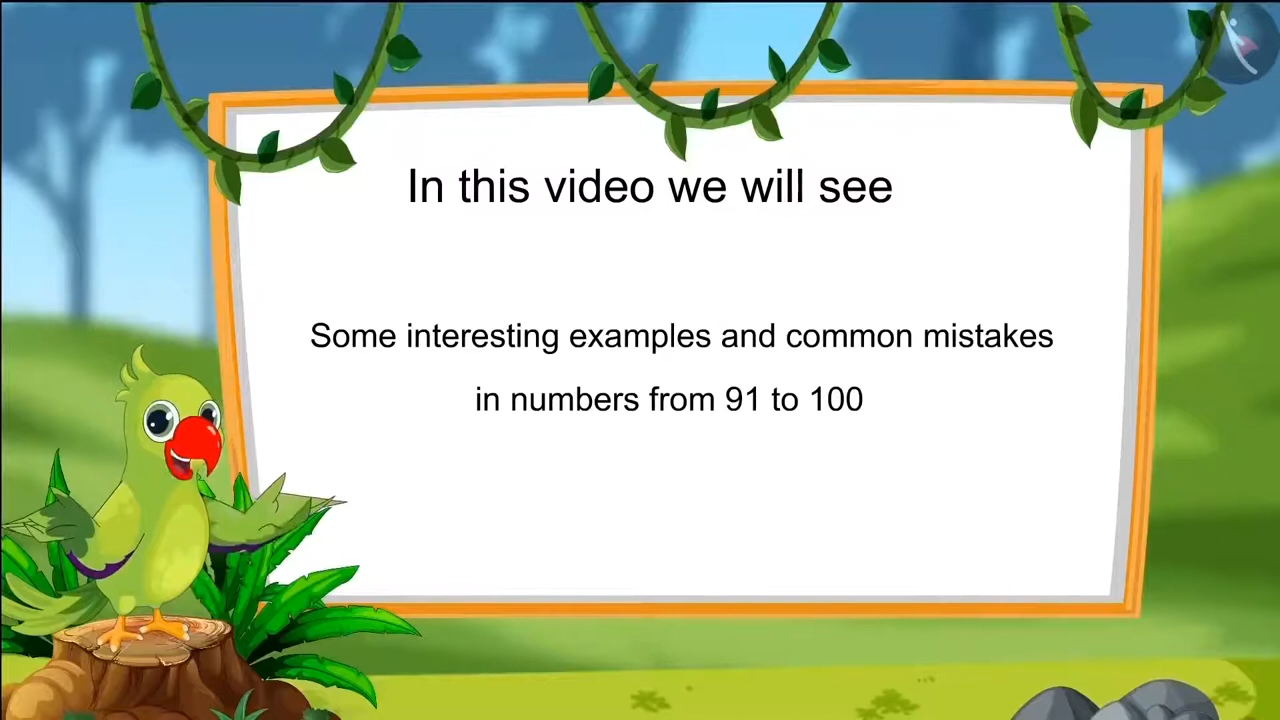 In this video we will see
Some interesting examples and common mistakes
in numbers from 91 to 100